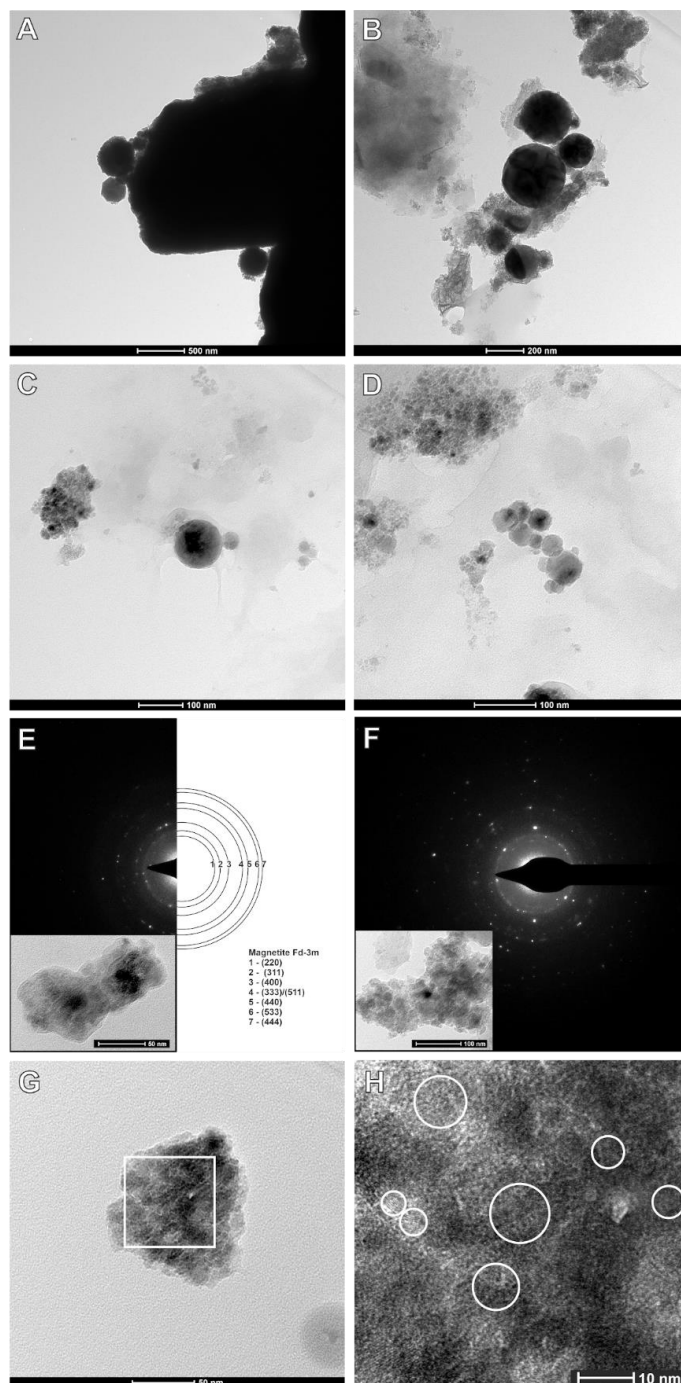 A
B
500 nm
200 nm
C
D
100 nm
100 nm
E
F
1 2 3 4 5 6 7
Magnetite Fd-3m
1 - (220)
2 - (311)
3 - (400)
4 - (333)/(511)
5 - (440)
6 - (533)
7 - (444)
50 nm
100 nm
G
H
50 nm
10 nm